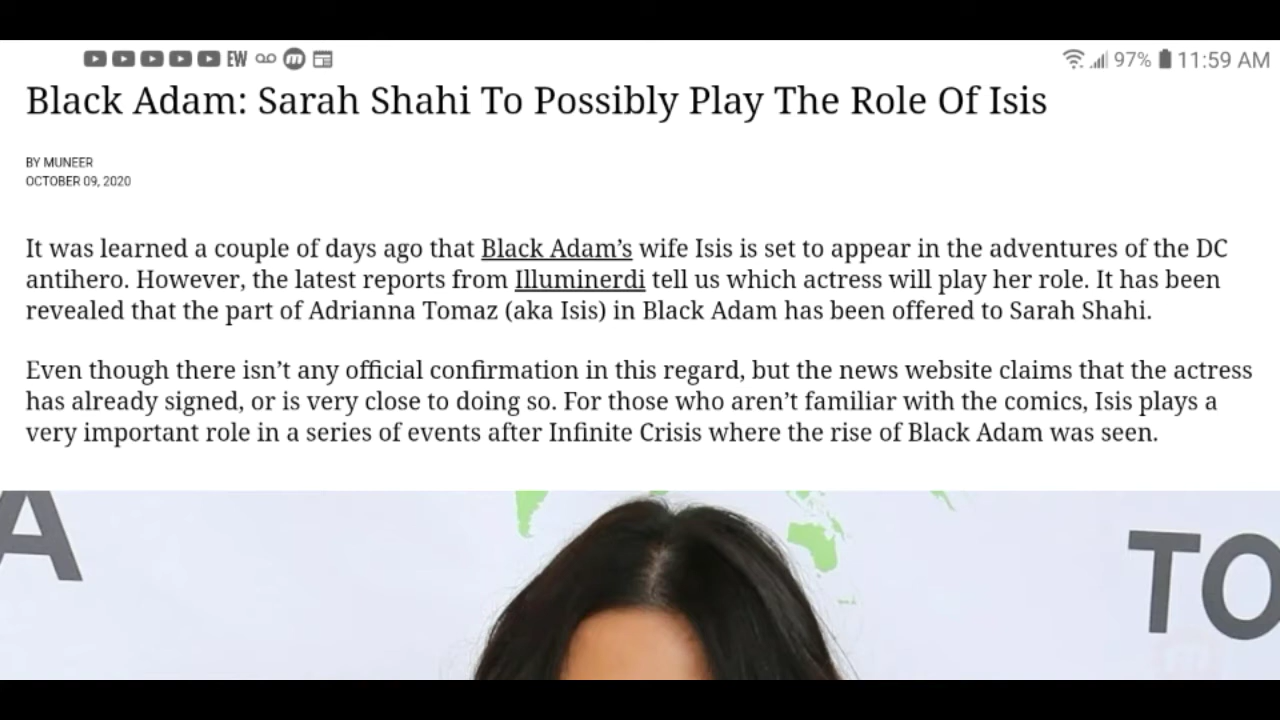 EW
97% 11:59 AM
Black Adam: Sarah Shahi To Possibly Play The Role Of Isis
BY MUNEER
OCTOBER 09, 2020
It was learned a couple of days ago that Black Adam’s wife Isis is set to appear in the adventures of the DC
antihero. However, the latest reports from Illuminerdi tell us which actress will play her role. It has been
revealed that the part of Adrianna Tomaz (aka Isis) in Black Adam has been offered to Sarah Shahi.
Even though there isn’t any official confirmation in this regard, but the news website claims that the actress
has already signed, or is very close to doing so. For those who aren’t familiar with the comics, Isis plays a
very important role in a series of events after Infinite Crisis where the rise of Black Adam was seen.
A
TO